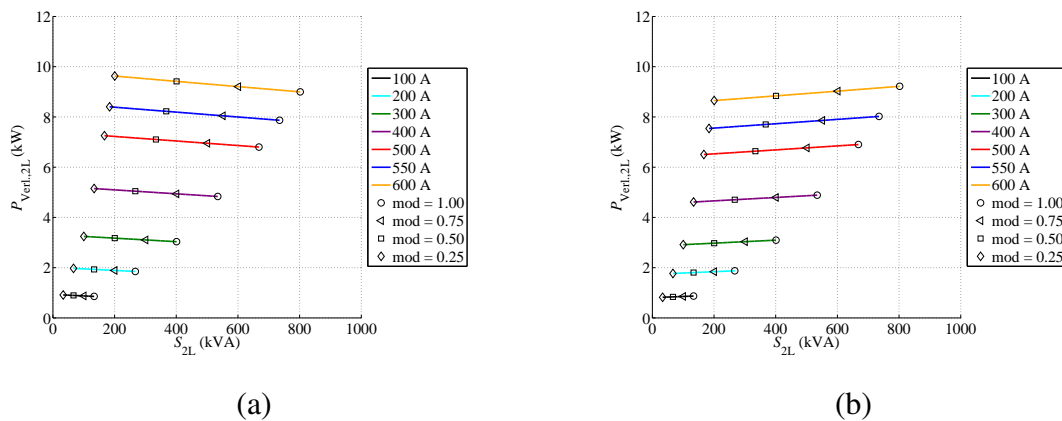 12
10
8
6
4
2
0
P_Verl.,2L (kW)
0 200 400 600 800 1000
S_2L (kVA)
100 A
200 A
300 A
400 A
500 A
550 A
600 A
mod = 1.00
mod = 0.75
mod = 0.50
mod = 0.25
(a)
12
10
8
6
4
2
0
P_Verl.,2L (kW)
0 200 400 600 800 1000
S_2L (kVA)
100 A
200 A
300 A
400 A
500 A
550 A
600 A
mod = 1.00
mod = 0.75
mod = 0.50
mod = 0.25
(b)